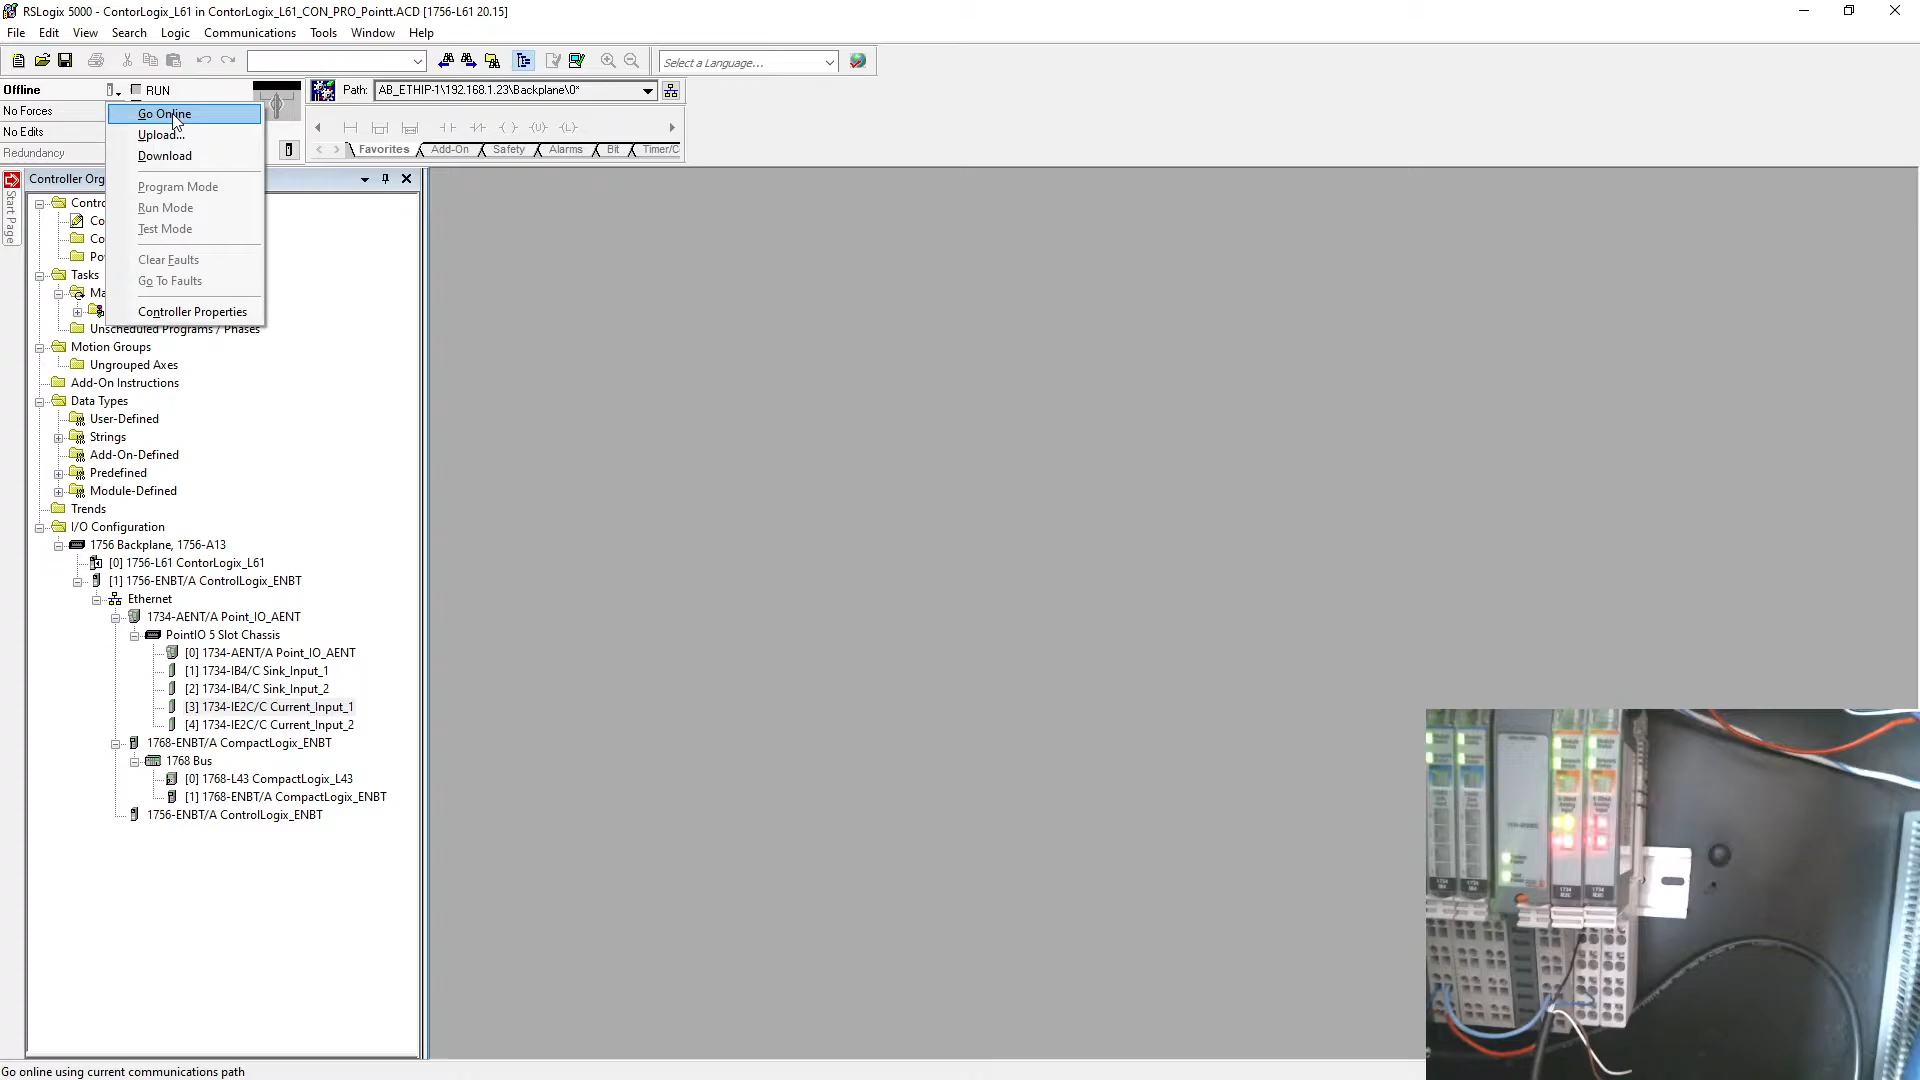 RSLogix 5000 - ContorLogix_L61 in ContorLogix_L61_CON_PRO_Pointt.ACD [1756-L61 20.15]
File Edit View Search Logic Communications Tools Window Help
Select a Language...
Offline
RUN
Path: AB_ETHIP-1\192.168.1.23\Backplane\0*
No Forces
No Edits
Redundancy
Go Online
Upload...
Download
Program Mode
Run Mode
Test Mode
Clear Faults
Go To Faults
Controller Properties
Favorites Add-On Safety Alarms Bit Timer/C
Start Page
Controller Org
Contro
Co
Co
Po
Tasks
Ma
Unscheduled Programs / Phases
Motion Groups
Ungrouped Axes
Add-On Instructions
Data Types
User-Defined
Strings
Add-On-Defined
Predefined
Module-Defined
Trends
I/O Configuration
1756 Backplane, 1756-A13
[0] 1756-L61 ContorLogix_L61
[1] 1756-ENBT/A ControlLogix_ENBT
Ethernet
1734-AENT/A Point_IO_AENT
PointIO 5 Slot Chassis
[0] 1734-AENT/A Point_IO_AENT
[1] 1734-IB4/C Sink_Input_1
[2] 1734-IB4/C Sink_Input_2
[3] 1734-IE2C/C Current_Input_1
[4] 1734-IE2C/C Current_Input_2
1768-ENBT/A CompactLogix_ENBT
1768 Bus
[0] 1768-L43 CompactLogix_L43
[1] 1768-ENBT/A CompactLogix_ENBT
1756-ENBT/A ControlLogix_ENBT
Go online using current communications path